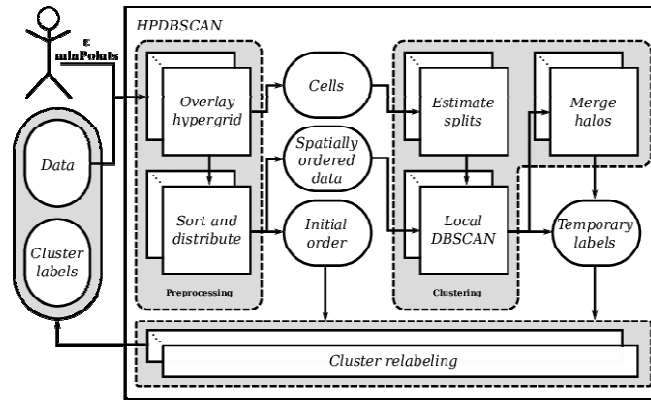 HPDBSCAN
ε
minPoints
Overlay
hypergrid
Cells
Estimate
splits
Merge
halos
Data
Spatially
ordered
data
Sort and
distribute
Initial
order
Local
DBSCAN
Temporary
labels
Cluster
labels
Preprocessing
Clustering
Cluster relabeling